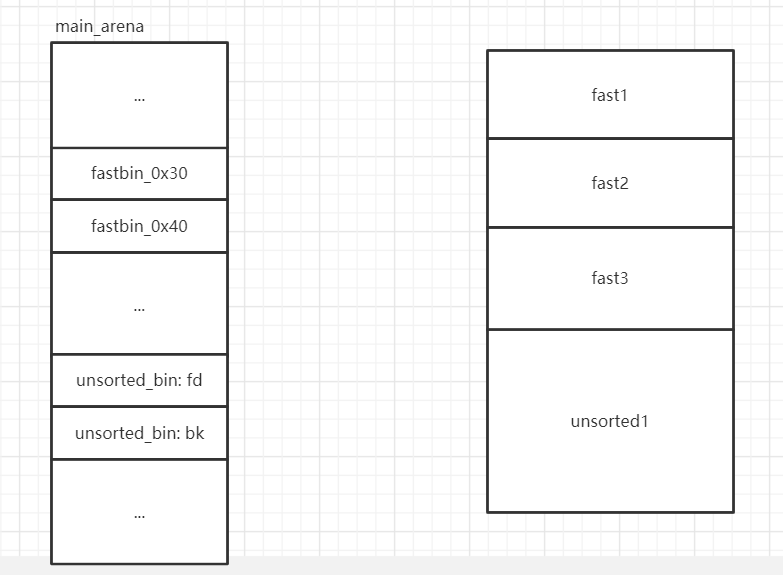 main_arena
...
fastbin_0x30
fastbin_0x40
...
unsorted_bin: fd
unsorted_bin: bk
...
fast1
fast2
fast3
unsorted1